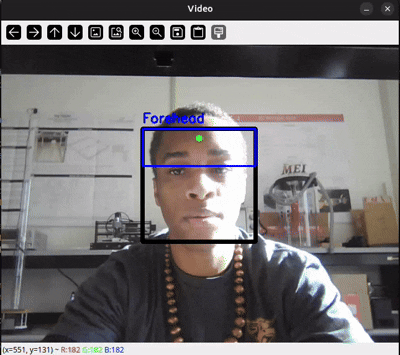 Video
Forehead
MEI
(x=551, y=131) ~ R:182 G:182 B:182